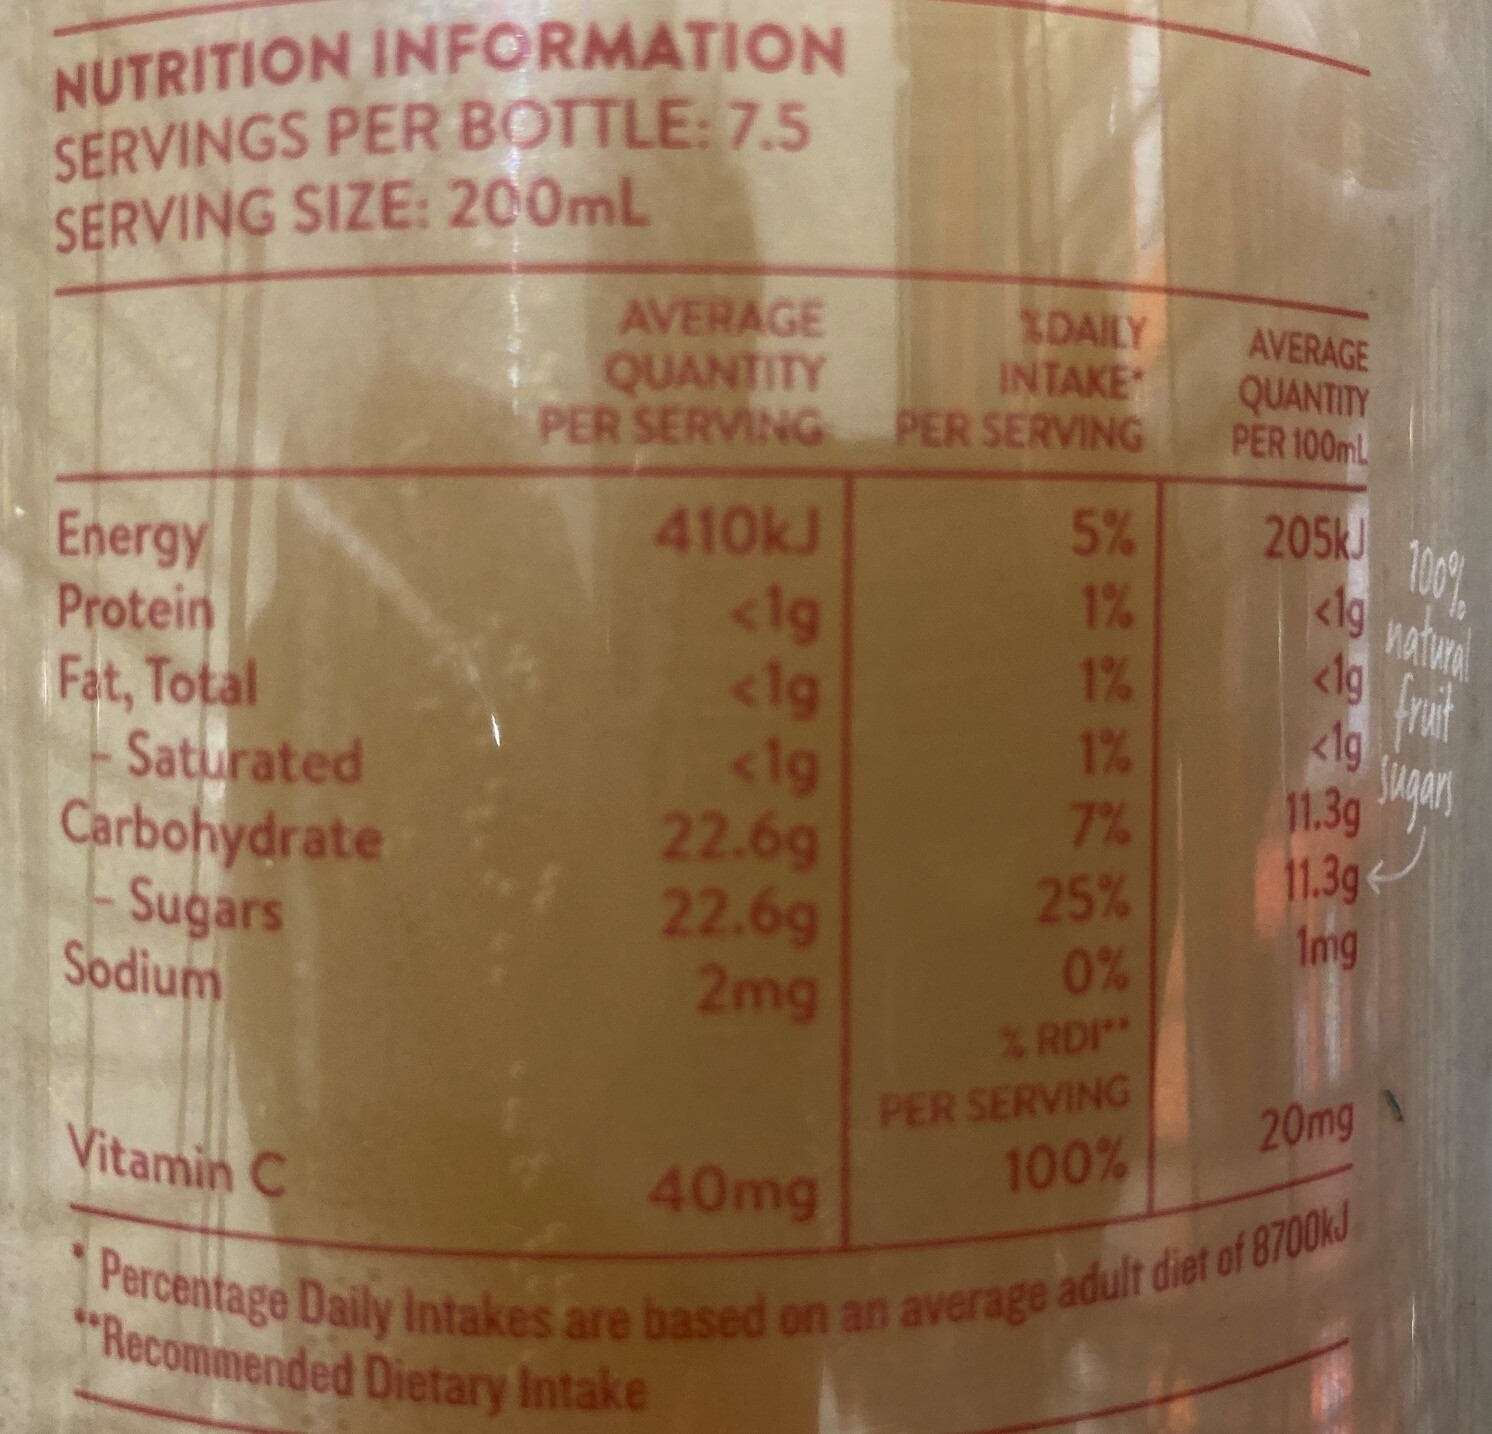 NUTRITION INFORMATION
SERVINGS PER BOTTLE: 7.5
SERVING SIZE: 200mL
AVERAGE QUANTITY PER SERVING %DAILY INTAKE* PER SERVING AVERAGE QUANTITY PER 100mL
Energy 410kJ 5% 205kJ
Protein <1g 1% <1g
Fat, Total <1g 1% <1g
- Saturated <1g 1% <1g
Carbohydrate 22.6g 7% 11.3g
- Sugars 22.6g 25% 11.3g
Sodium 2mg 0% 1mg
% RDI**
PER SERVING
Vitamin C 40mg 100% 20mg
* Percentage Daily Intakes are based on an average adult diet of 8700kJ
**Recommended Dietary Intake
100%
natural
fruit
sugars